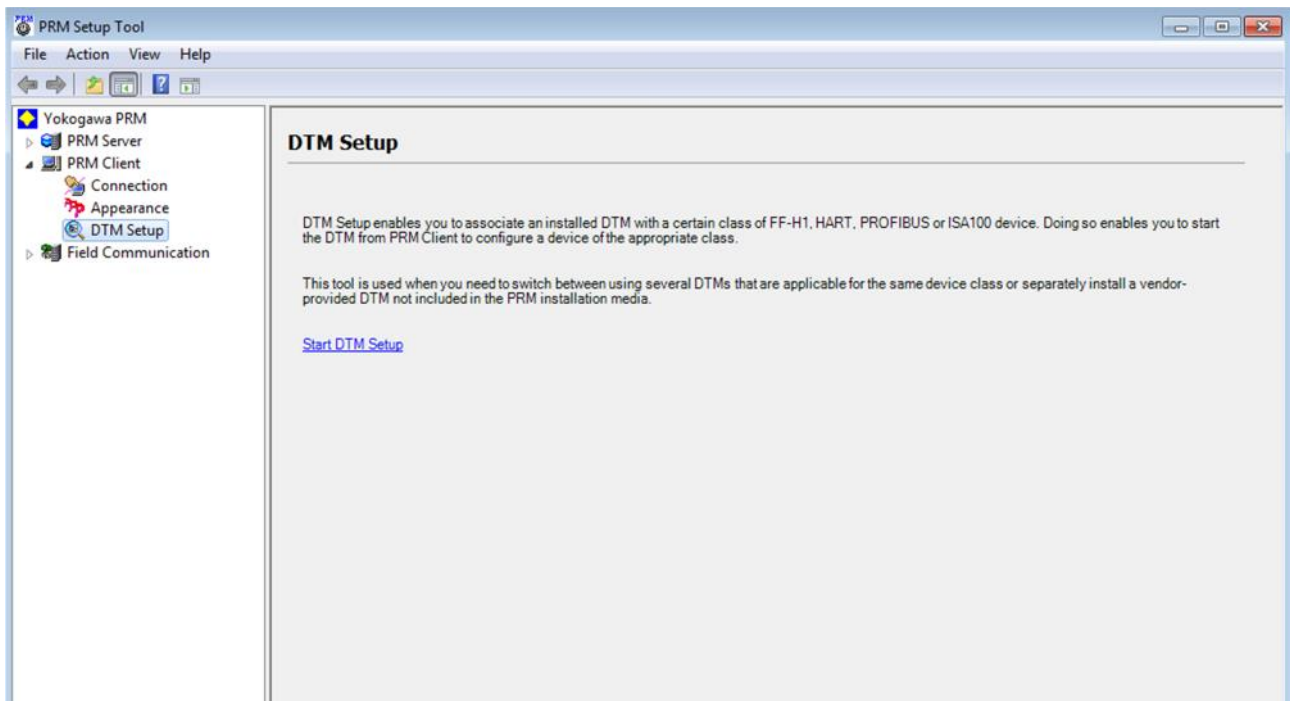 PRM Setup Tool
File Action View Help
Yokogawa PRM
PRM Server
PRM Client
Connection
Appearance
DTM Setup
Field Communication
DTM Setup
DTM Setup enables you to associate an installed DTM with a certain class of FF-H1, HART, PROFIBUS or ISA100 device. Doing so enables you to start
the DTM from PRM Client to configure a device of the appropriate class.
This tool is used when you need to switch between using several DTMs that are applicable for the same device class or separately install a vendor-
provided DTM not included in the PRM installation media.
Start DTM Setup